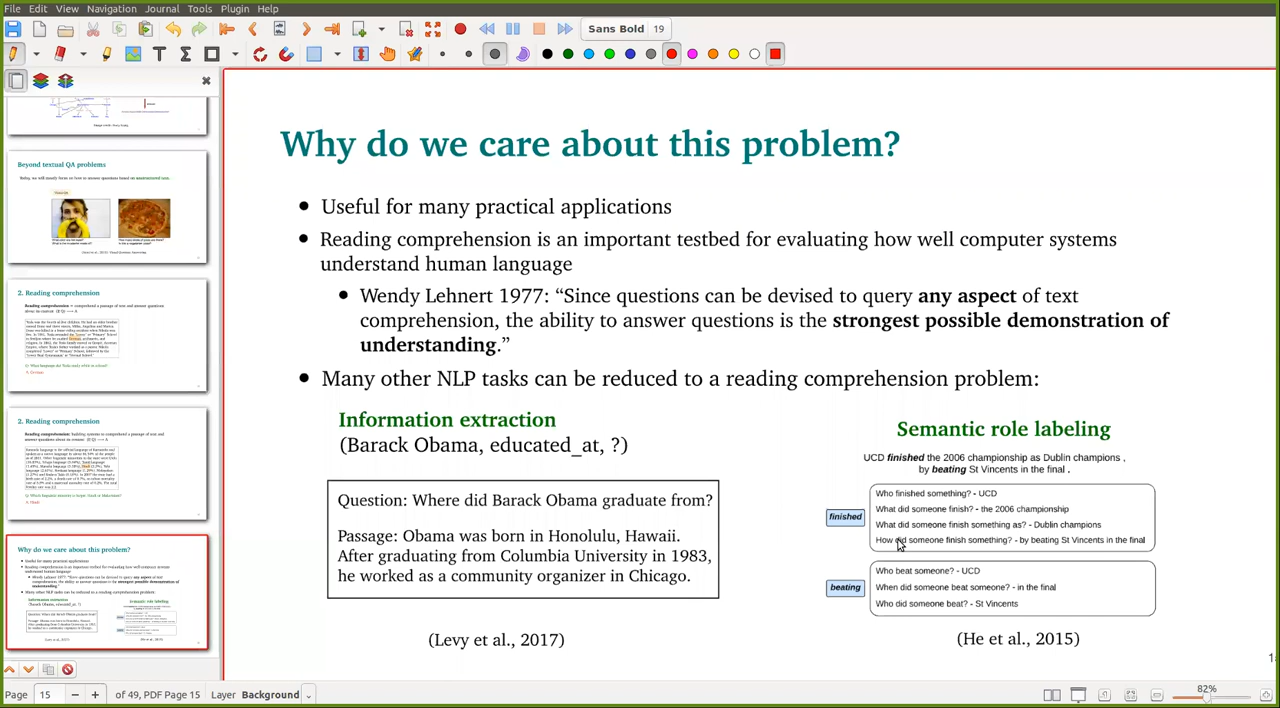 File Edit View Navigation Journal Tools Plugin Help
Sans Bold 19
Beyond textual QA problems
2. Reading comprehension
2. Reading comprehension
Why do we care about this problem?
Why do we care about this problem?
• Useful for many practical applications
• Reading comprehension is an important testbed for evaluating how well computer systems
understand human language
• Wendy Lehnert 1977: “Since questions can be devised to query any aspect of text
comprehension, the ability to answer questions is the strongest possible demonstration of
understanding.”
• Many other NLP tasks can be reduced to a reading comprehension problem:
Information extraction
(Barack Obama, educated_at, ?)
Question: Where did Barack Obama graduate from?
Passage: Obama was born in Honolulu, Hawaii.
After graduating from Columbia University in 1983,
he worked as a community organizer in Chicago.
(Levy et al., 2017)
Semantic role labeling
UCD finished the 2006 championship as Dublin champions ,
by beating St Vincents in the final .
finished
Who finished something? - UCD
What did someone finish? - the 2006 championship
What did someone finish something as? - Dublin champions
How did someone finish something? - by beating St Vincents in the final
beating
Who beat someone? - UCD
When did someone beat someone? - in the final
Who did someone beat? - St Vincents
(He et al., 2015)
Page 15 of 49, PDF Page 15 Layer Background
82%